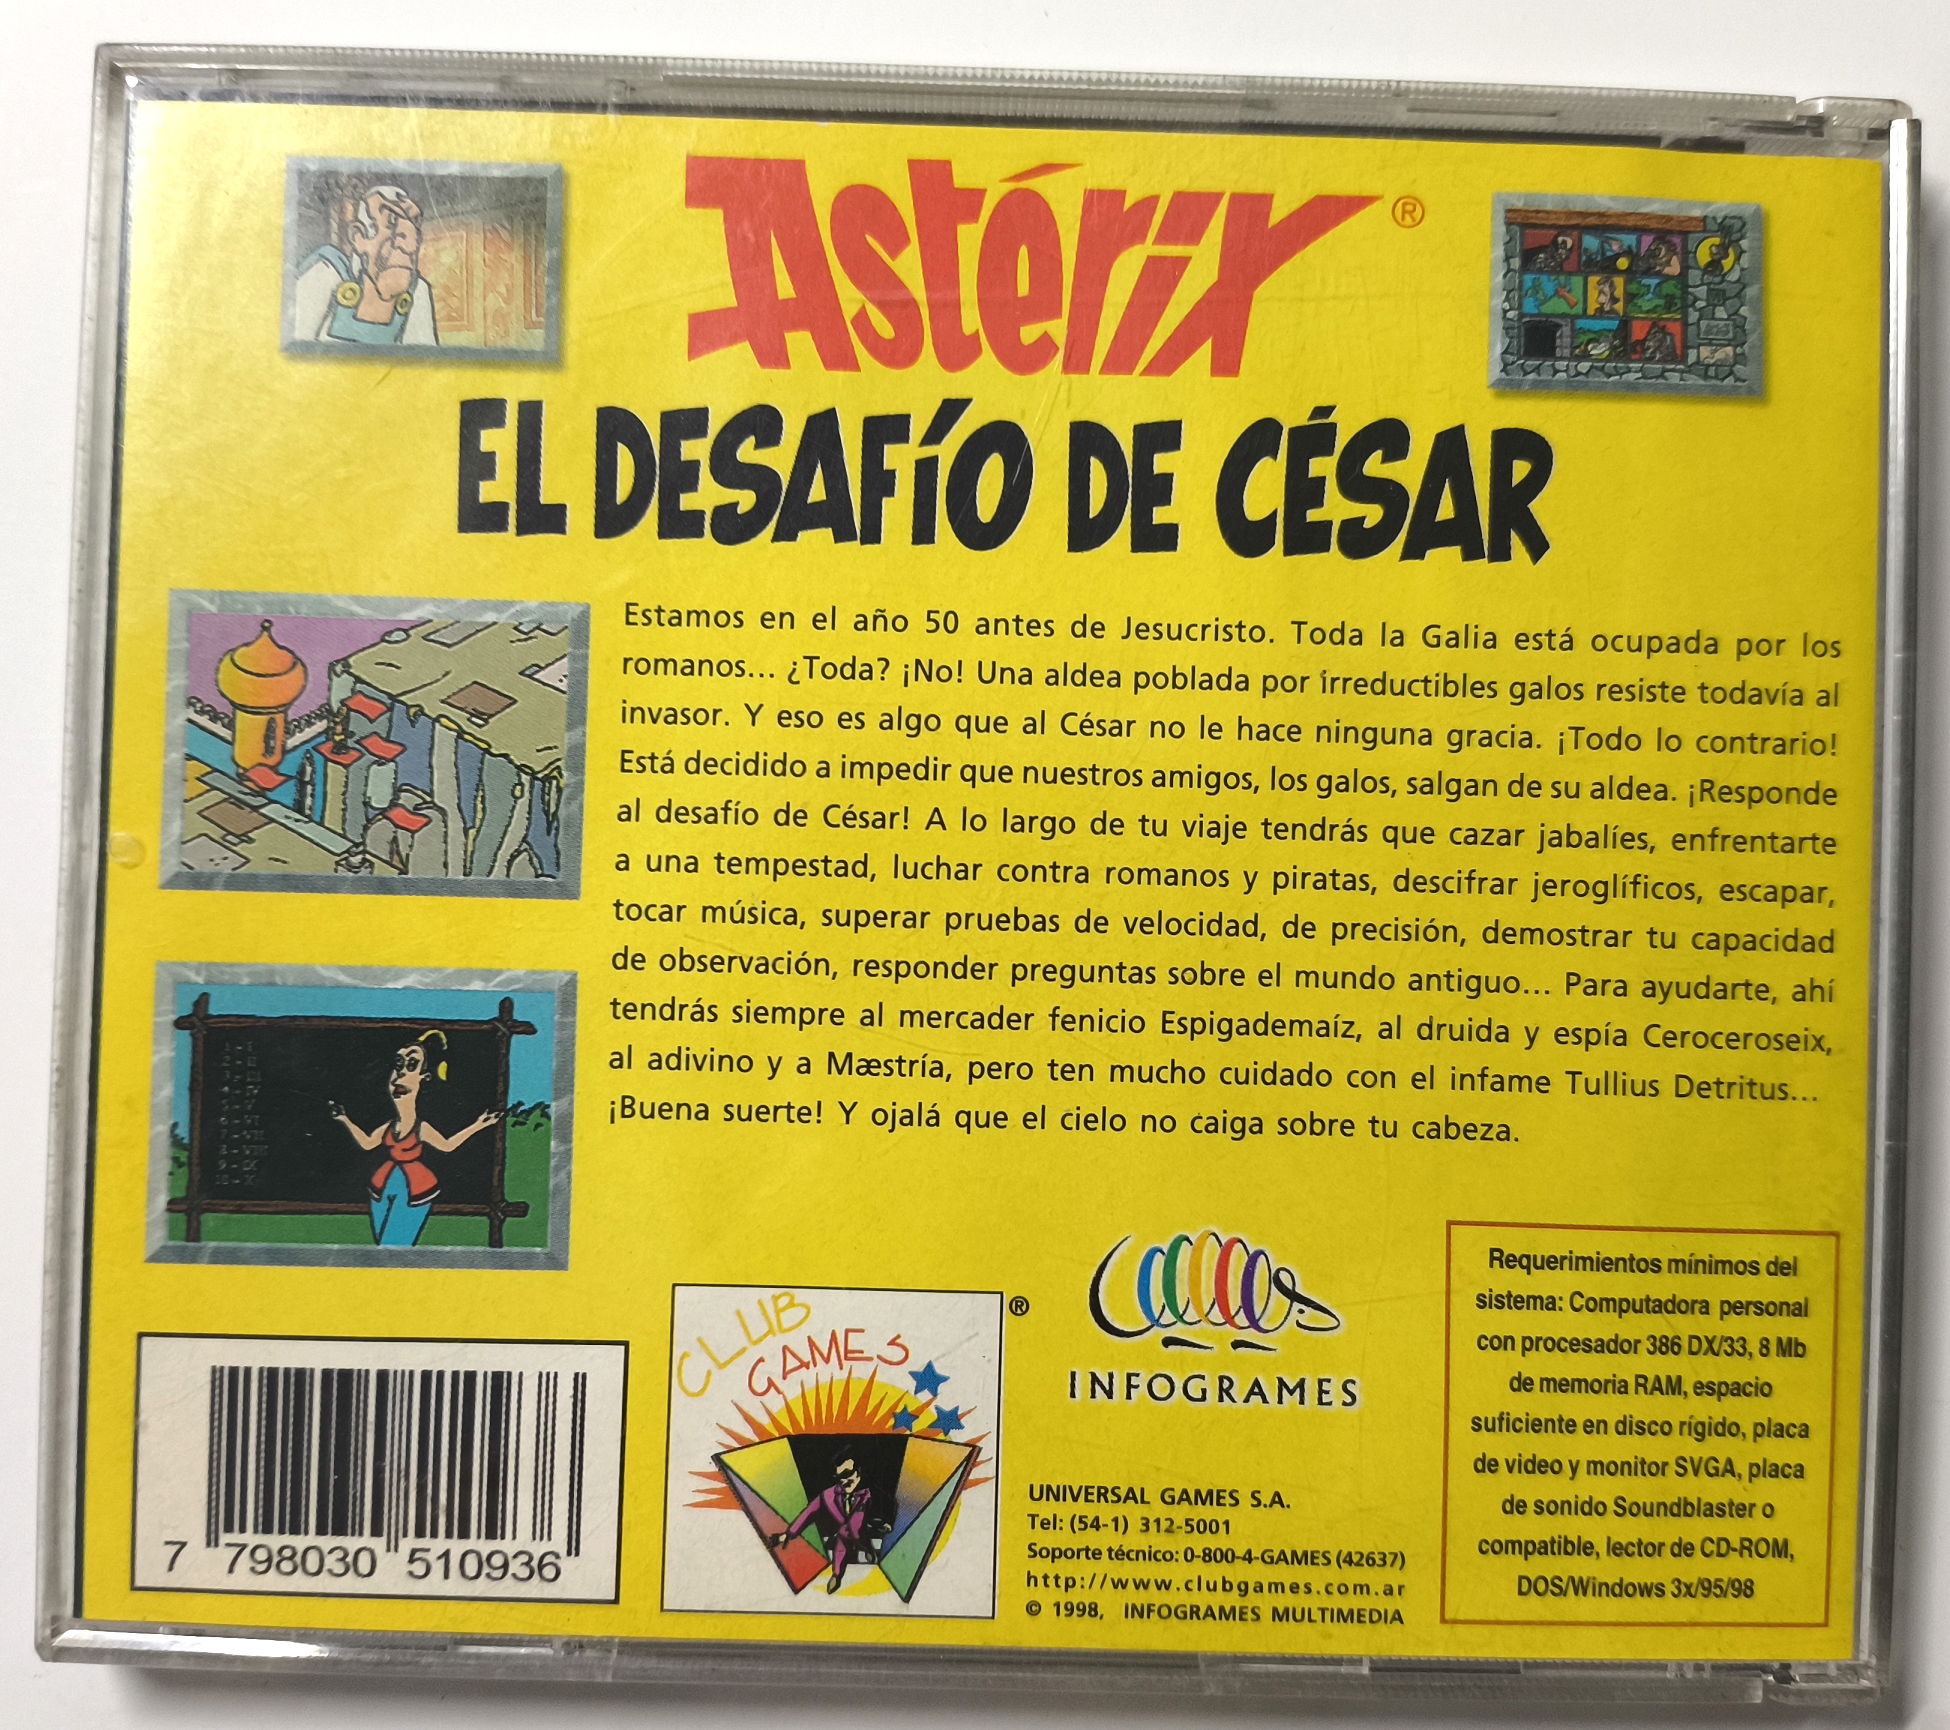 Astérix®
EL DESAFÍO DE CÉSAR
Estamos en el año 50 antes de Jesucristo. Toda la Galia está ocupada por los
romanos... ¿Toda? ¡No! Una aldea poblada por irreductibles galos resiste todavía al
invasor. Y eso es algo que al César no le hace ninguna gracia. ¡Todo lo contrario!
Está decidido a impedir que nuestros amigos, los galos, salgan de su aldea. ¡Responde
al desafío de César! A lo largo de tu viaje tendrás que cazar jabalíes, enfrentarte
a una tempestad, luchar contra romanos y piratas, descifrar jeroglíficos, escapar,
tocar música, superar pruebas de velocidad, de precisión, demostrar tu capacidad
de observación, responder preguntas sobre el mundo antiguo... Para ayudarte, ahí
tendrás siempre al mercader fenicio Espigademaíz, al druida y espía Ceroceroseix,
al adivino y a Mæstría, pero ten mucho cuidado con el infame Tullius Detritus...
¡Buena suerte! Y ojalá que el cielo no caiga sobre tu cabeza.
7 798030 510936
CLUB
GAMES
®
INFOGRAMES
UNIVERSAL GAMES S.A.
Tel: (54-1) 312-5001
Soporte técnico: 0-800-4-GAMES (42637)
http://www.clubgames.com.ar
© 1998, INFOGRAMES MULTIMEDIA
Requerimientos mínimos del
sistema: Computadora personal
con procesador 386 DX/33, 8 Mb
de memoria RAM, espacio
suficiente en disco rígido, placa
de video y monitor SVGA, placa
de sonido Soundblaster o
compatible, lector de CD-ROM,
DOS/Windows 3x/95/98